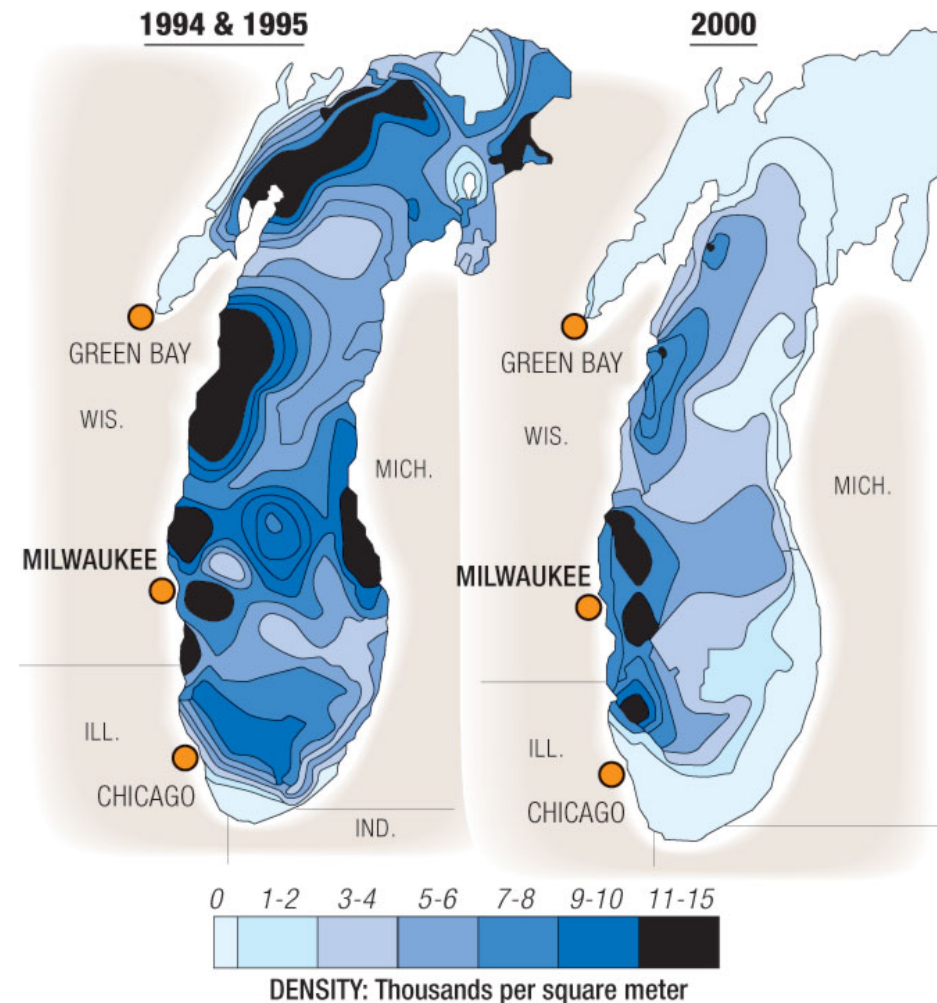 1994 & 1995
2000
GREEN BAY
WIS.
MICH.
MILWAUKEE
ILL.
CHICAGO
IND.
GREEN BAY
WIS.
MICH.
MILWAUKEE
ILL.
CHICAGO
0 1-2 3-4 5-6 7-8 9-10 11-15
DENSITY: Thousands per square meter